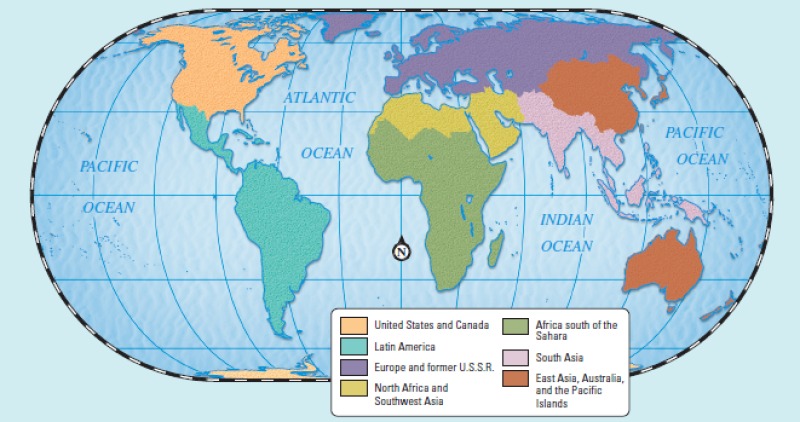 ATLANTIC
OCEAN
PACIFIC
OCEAN
PACIFIC
OCEAN
INDIAN
OCEAN
N
United States and Canada
Latin America
Europe and former U.S.S.R.
North Africa and
Southwest Asia
Africa south of the
Sahara
South Asia
East Asia, Australia,
and the Pacific
Islands